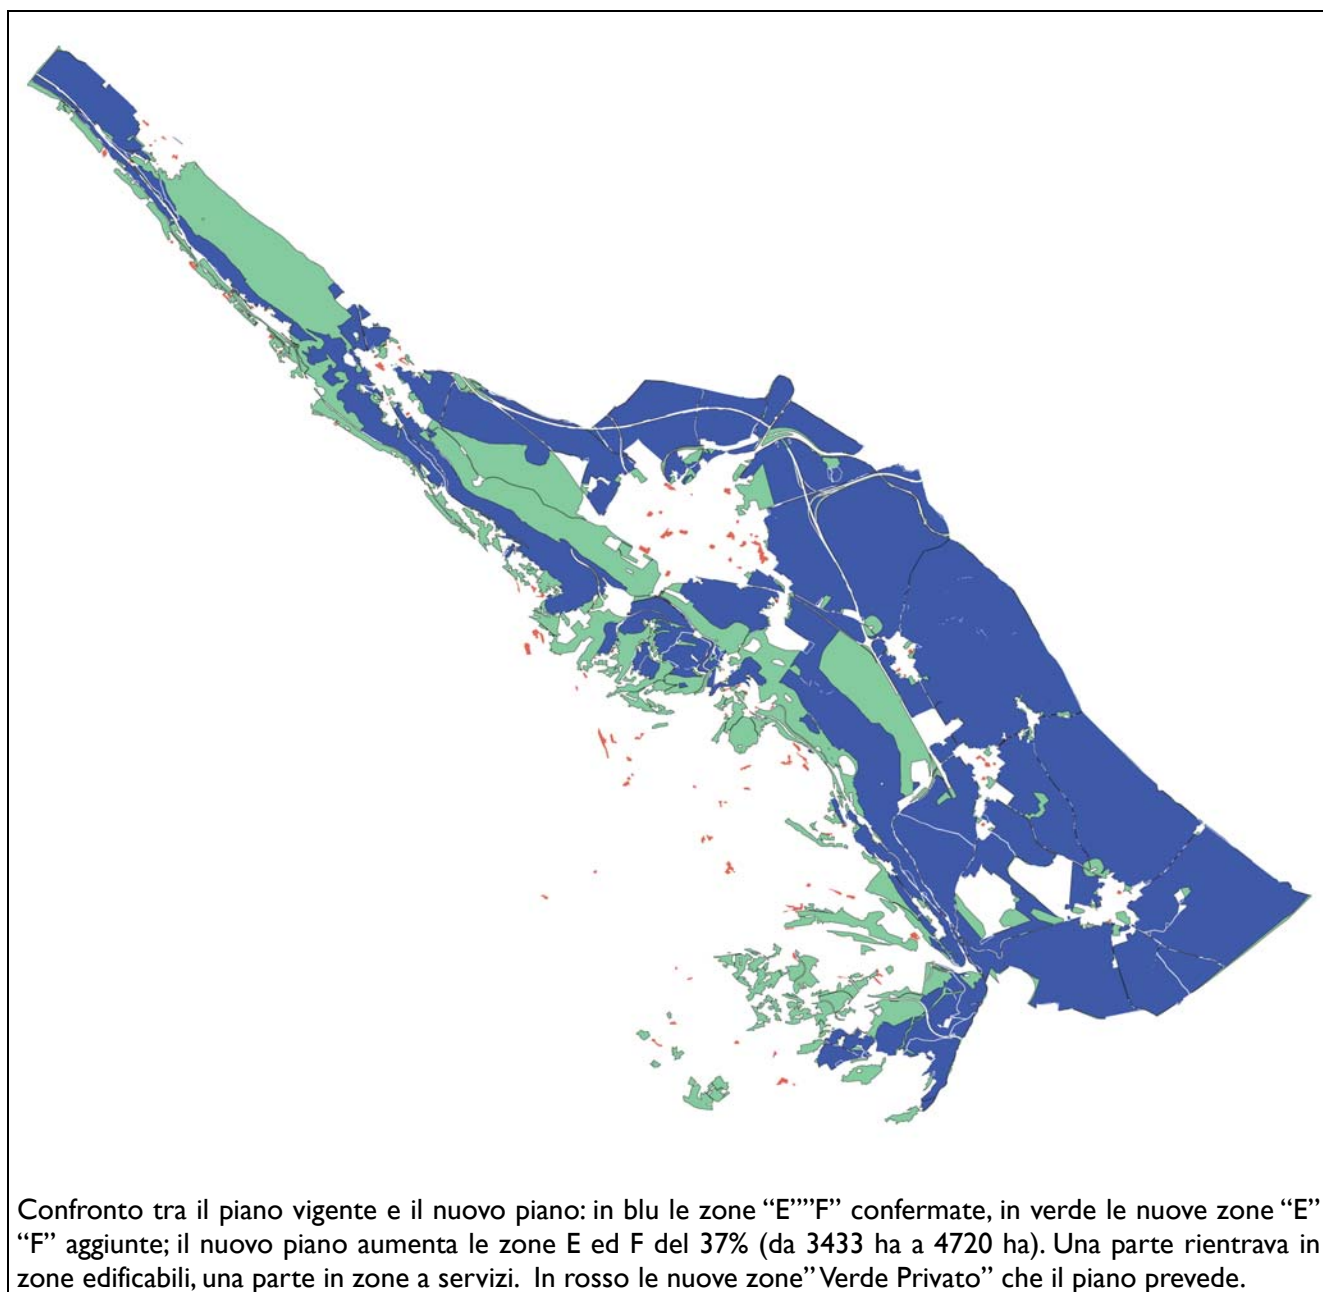 Confronto tra il piano vigente e il nuovo piano: in blu le zone “E””F” confermate, in verde le nuove zone “E”
“F” aggiunte; il nuovo piano aumenta le zone E ed F del 37% (da 3433 ha a 4720 ha). Una parte rientrava in
zone edificabili, una parte in zone a servizi. In rosso le nuove zone” Verde Privato” che il piano prevede.